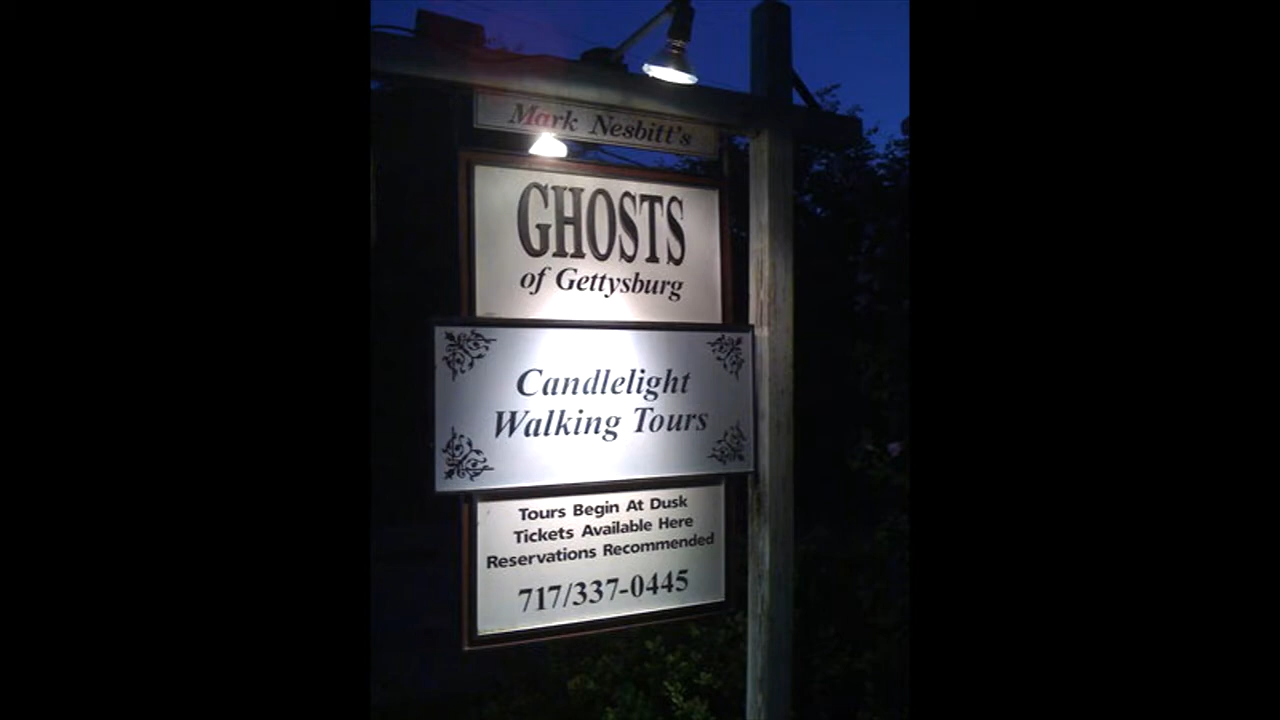 Mark Nesbitt's
GHOSTS
of Gettysburg
Candlelight
Walking Tours
Tours Begin At Dusk
Tickets Available Here
Reservations Recommended
717/337-0445